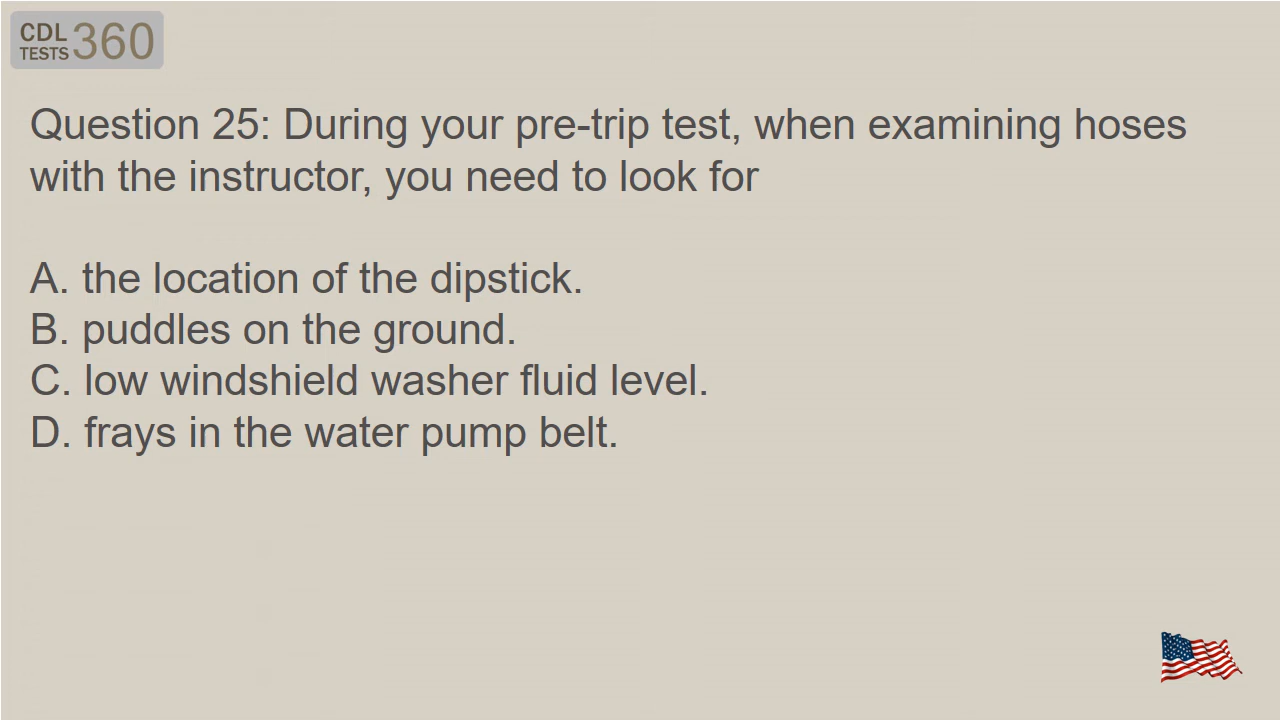 CDL
TESTS 360
Question 25: During your pre-trip test, when examining hoses
with the instructor, you need to look for
A. the location of the dipstick.
B. puddles on the ground.
C. low windshield washer fluid level.
D. frays in the water pump belt.